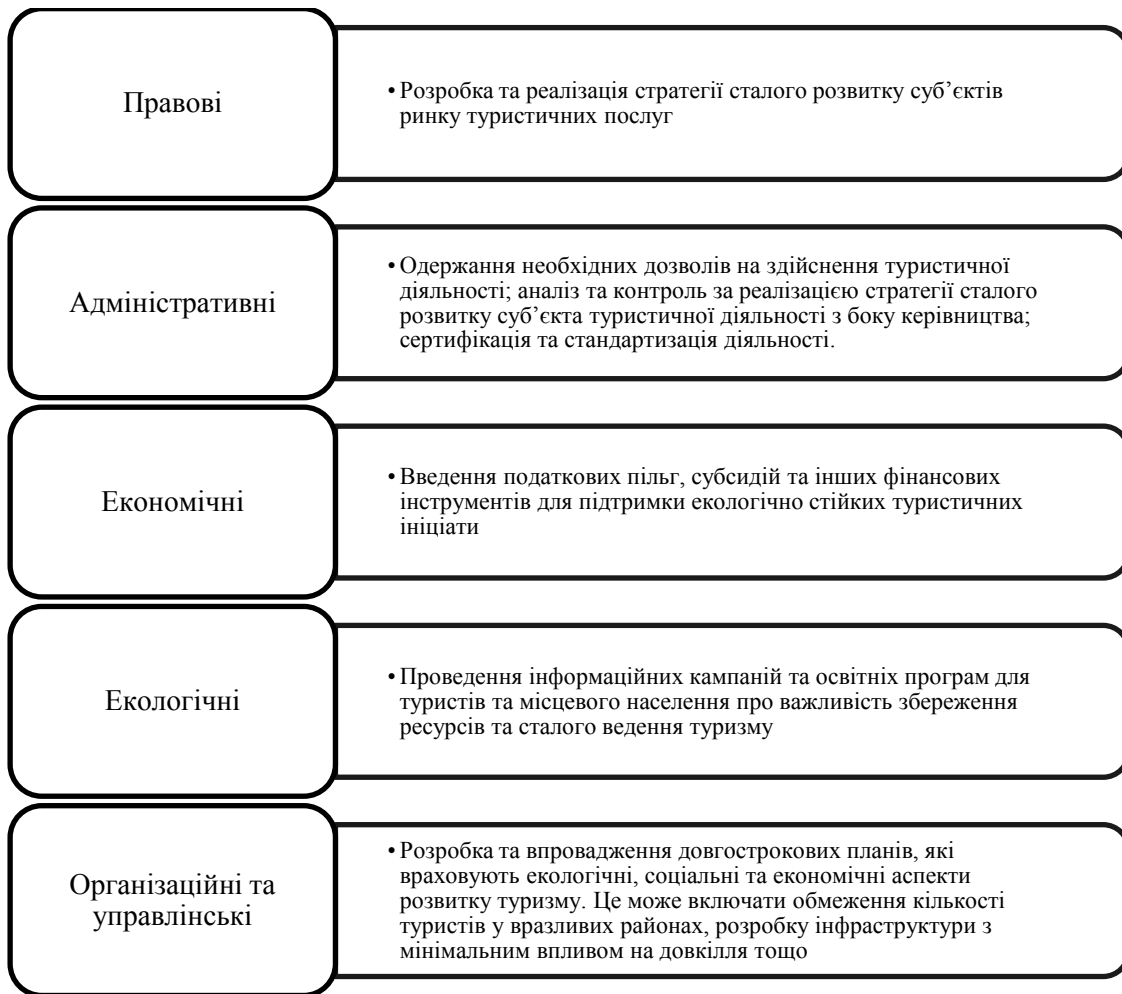 Правові
• Розробка та реалізація стратегії сталого розвитку суб’єктів
ринку туристичних послуг
Адміністративні
• Одержання необхідних дозволів на здійснення туристичної
діяльності; аналіз та контроль за реалізацією стратегії сталого
розвитку суб’єкта туристичної діяльності з боку керівництва;
сертифікація та стандартизація діяльності.
Економічні
• Введення податкових пільг, субсидій та інших фінансових
інструментів для підтримки екологічно стійких туристичних
ініціати
Екологічні
• Проведення інформаційних кампаній та освітніх програм для
туристів та місцевого населення про важливість збереження
ресурсів та сталого ведення туризму
Організаційні та
управлінські
• Розробка та впровадження довгострокових планів, які
враховують екологічні, соціальні та економічні аспекти
розвитку туризму. Це може включати обмеження кількості
туристів у вразливих районах, розробку інфраструктури з
мінімальним впливом на довкілля тощо